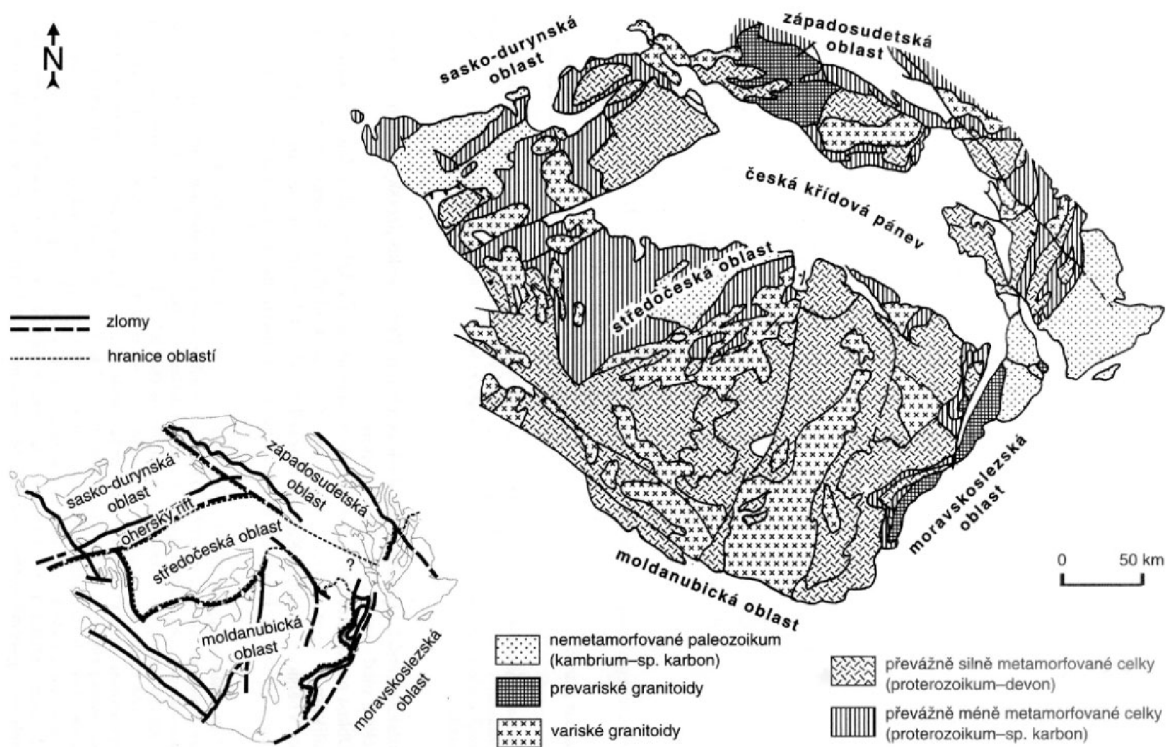 N
sasko-durynská
oblast
západosudetská
oblast
česká křídová pánev
středočeská oblast
moldanubická oblast
moravskoslezská
oblast
0 50 km
zlomy
hranice oblastí
sasko-durynská
oblast
západosudetská
oblast
oherský rift
středočeská oblast
?
moldanubická
oblast
moravskoslezská
oblast
nemetamorfované paleozoikum
(kambrium–sp. karbon)
prevariské granitoidy
variské granitoidy
převážně silně metamorfované celky
(proterozoikum–devon)
převážně méně metamorfované celky
(proterozoikum–sp. karbon)